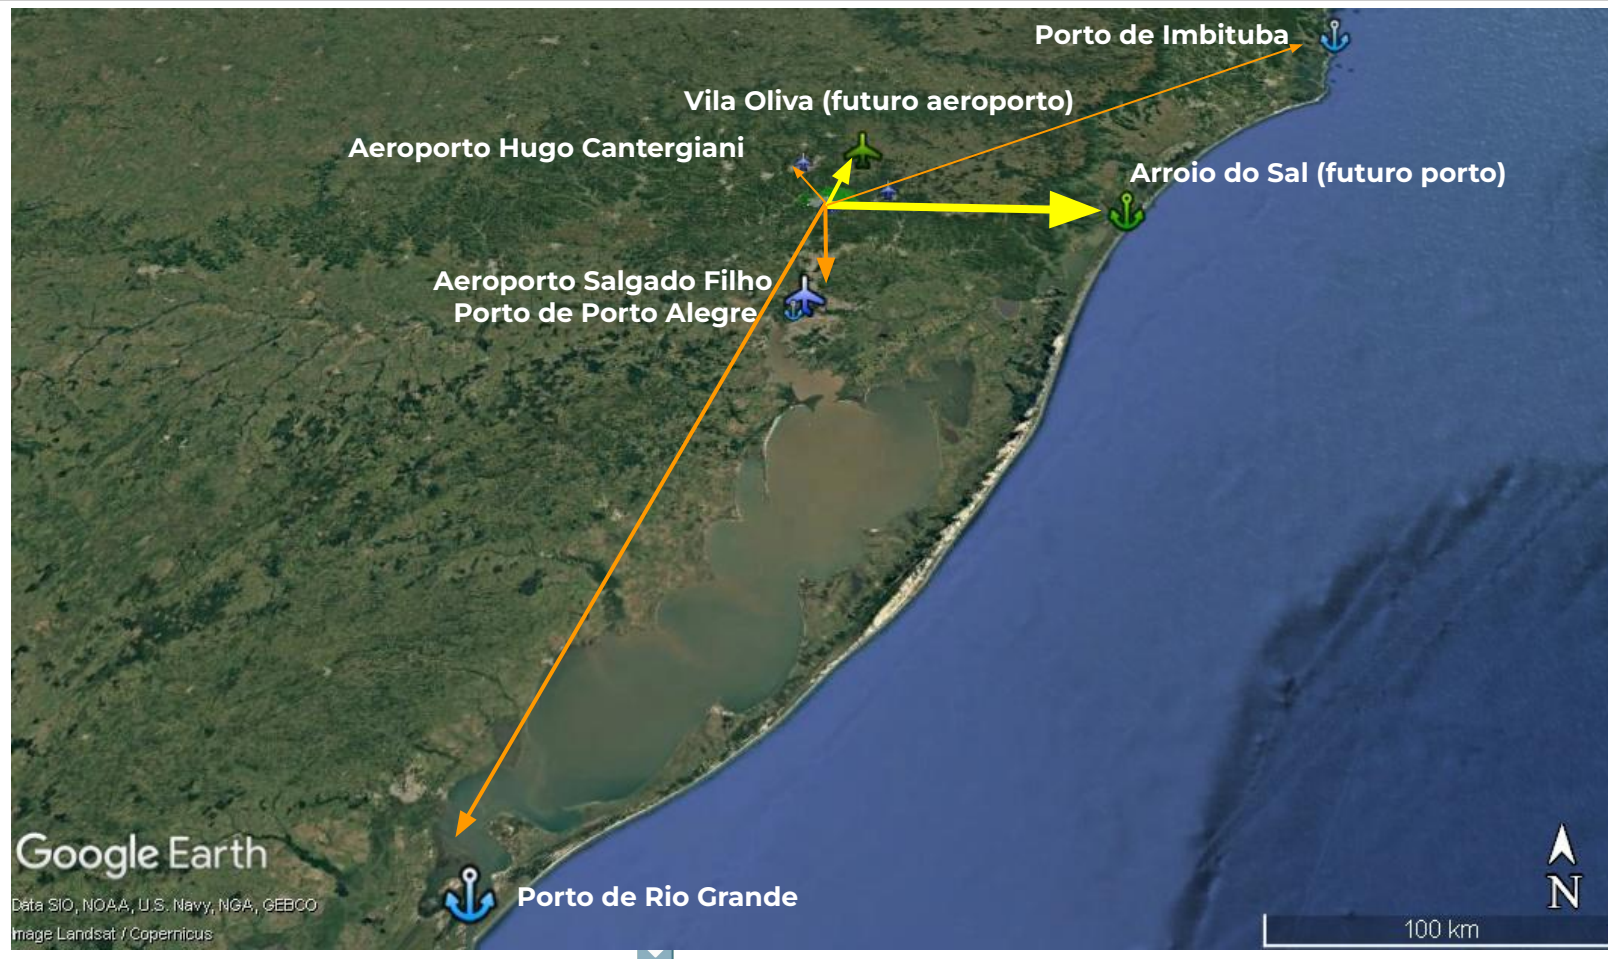 Porto de Imbituba
Vila Oliva (futuro aeroporto)
Aeroporto Hugo Cantergiani
Arroio do Sal (futuro porto)
Aeroporto Salgado Filho
Porto de Porto Alegre
Google Earth
Porto de Rio Grande
N
Data SIO, NOAA, U.S. Navy, NGA, GEBCO
Image Landsat / Copernicus
100 km